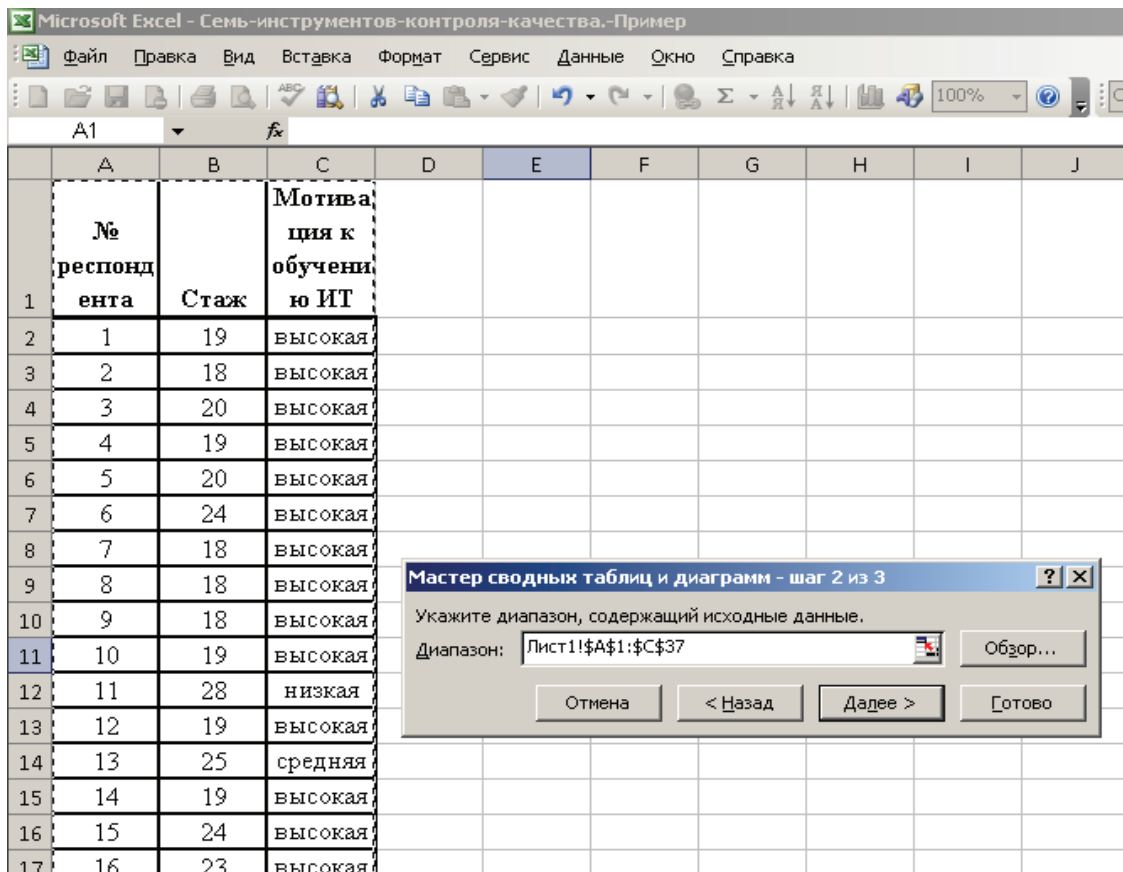 Microsoft Excel - Семь-инструментов-контроля-качества.-Пример
Файл Правка Вид Вставка Формат Сервис Данные Окно Справка
100%
A1 fx
A B C D E F G H I J
1 № респонд ента Стаж Мотива ция к обучени ю ИТ
2 1 19 высокая
3 2 18 высокая
4 3 20 высокая
5 4 19 высокая
6 5 20 высокая
7 6 24 высокая
8 7 18 высокая
9 8 18 высокая
10 9 18 высокая
11 10 19 высокая
12 11 28 низкая
13 12 19 высокая
14 13 25 средняя
15 14 19 высокая
16 15 24 высокая
17 16 23 высокая
Мастер сводных таблиц и диаграмм - шаг 2 из 3
Укажите диапазон, содержащий исходные данные.
Диапазон: Лист1!$A$1:$C$37 Обзор...
Отмена < Назад Далее > Готово